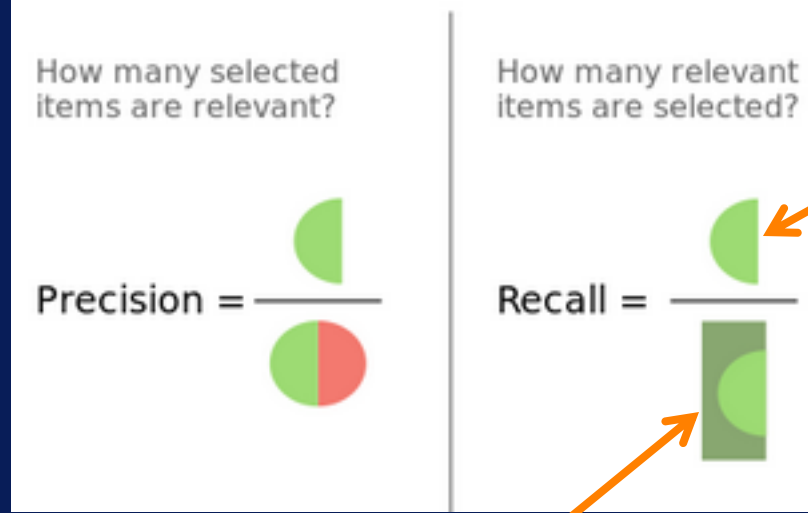 How many selected
items are relevant?
Precision =
How many relevant
items are selected?
Recall =